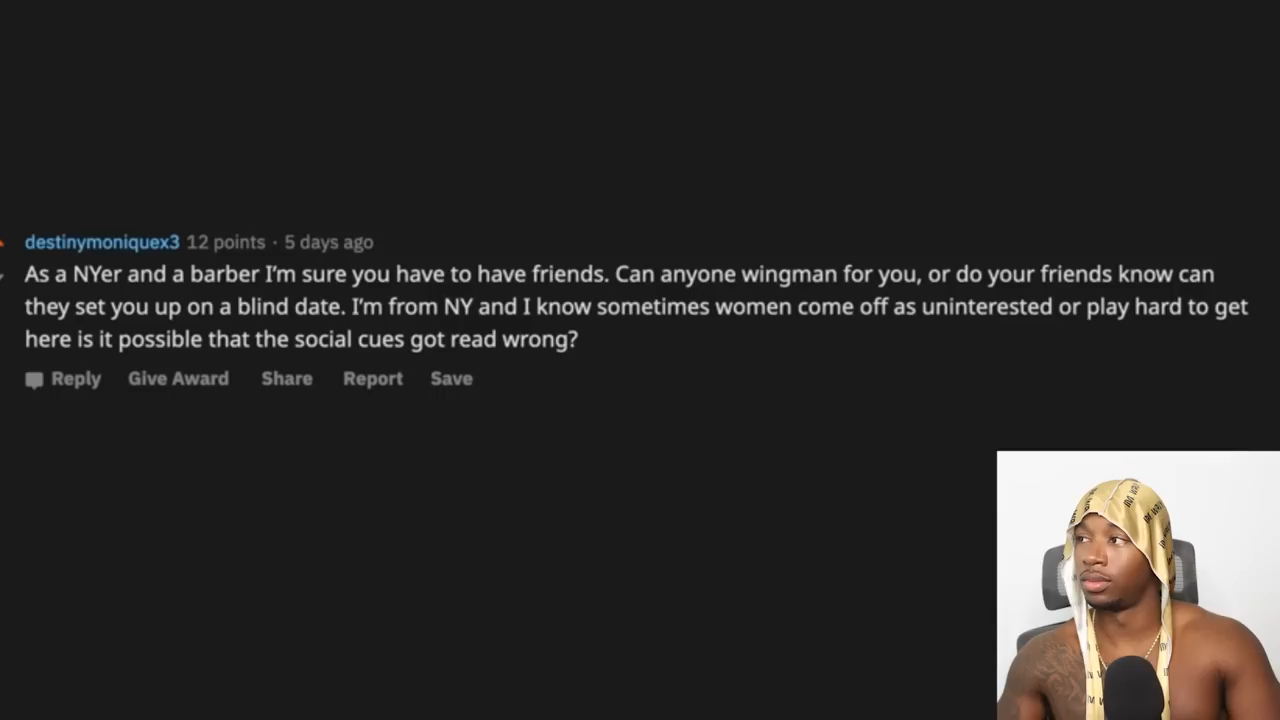 destinymoniquex3 12 points · 5 days ago
As a NYer and a barber I’m sure you have to have friends. Can anyone wingman for you, or do your friends know can
they set you up on a blind date. I’m from NY and I know sometimes women come off as uninterested or play hard to get
here is it possible that the social cues got read wrong?
Reply Give Award Share Report Save